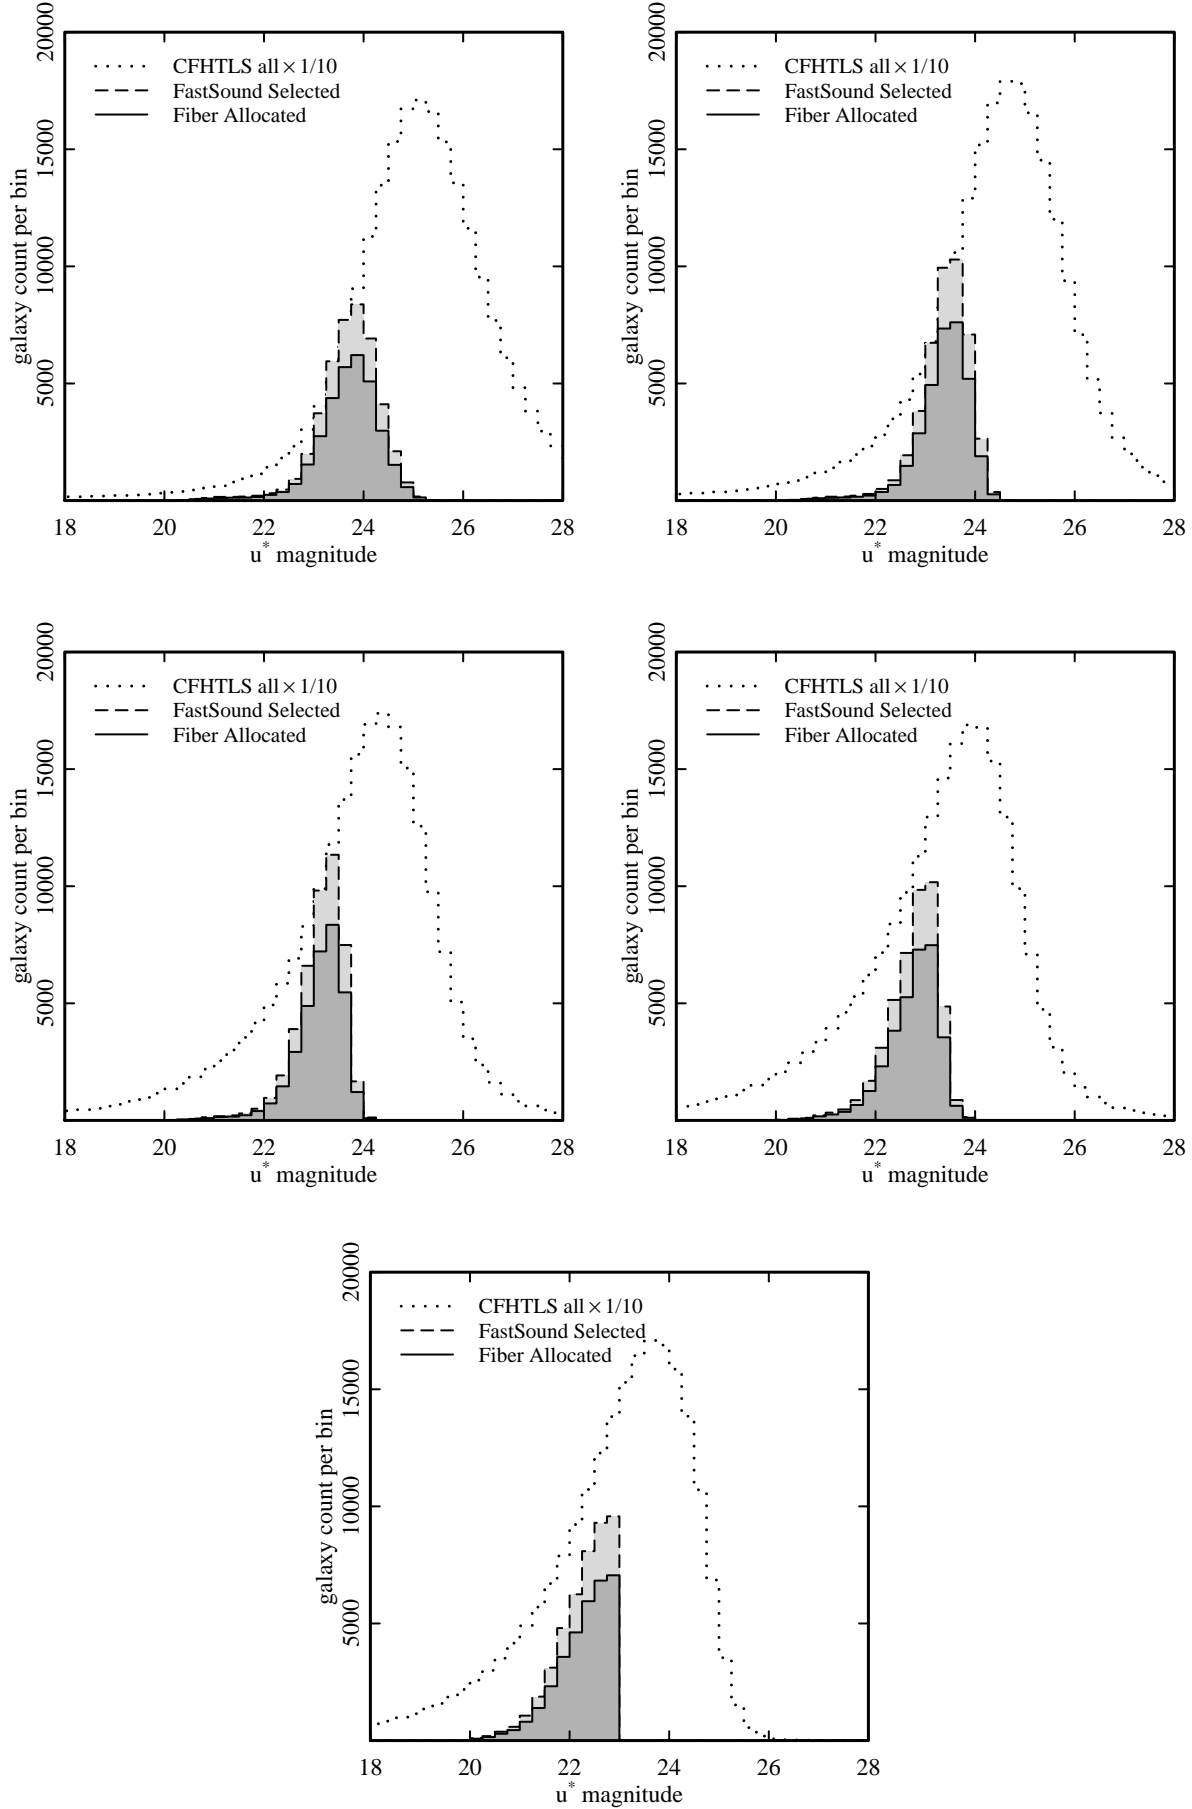 20000
15000
10000
5000
galaxy count per bin
CFHTLS all × 1/10
FastSound Selected
Fiber Allocated
18 20 22 24 26 28
u* magnitude
20000
15000
10000
5000
galaxy count per bin
CFHTLS all × 1/10
FastSound Selected
Fiber Allocated
18 20 22 24 26 28
u* magnitude
20000
15000
10000
5000
galaxy count per bin
CFHTLS all × 1/10
FastSound Selected
Fiber Allocated
18 20 22 24 26 28
u* magnitude
20000
15000
10000
5000
galaxy count per bin
CFHTLS all × 1/10
FastSound Selected
Fiber Allocated
18 20 22 24 26 28
u* magnitude
20000
15000
10000
5000
galaxy count per bin
CFHTLS all × 1/10
FastSound Selected
Fiber Allocated
18 20 22 24 26 28
u* magnitude